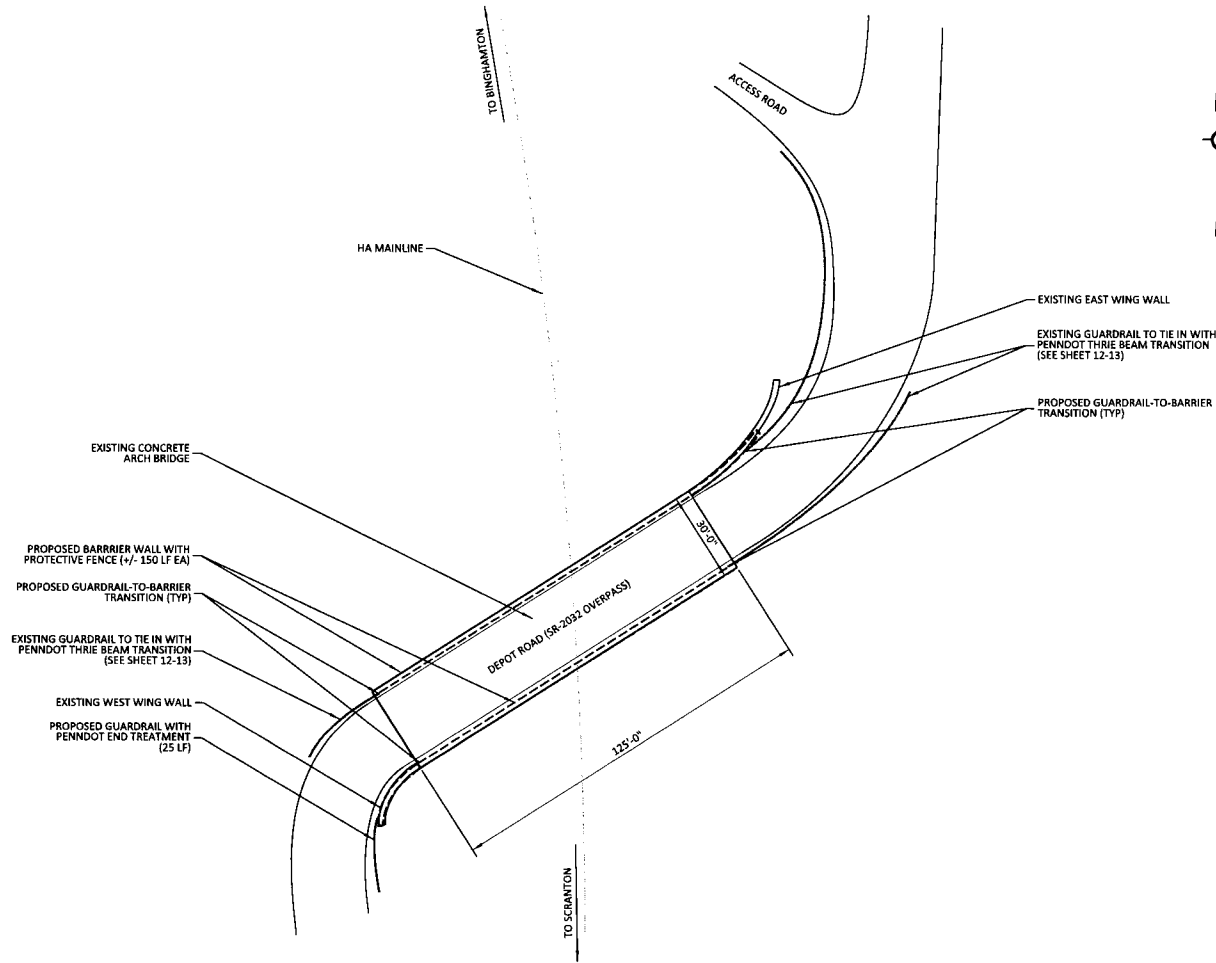 TO BINGHAMTON
ACCESS ROAD
HA MAINLINE
EXISTING EAST WING WALL
EXISTING GUARDRAIL TO TIE IN WITH
PENNDOT THRIE BEAM TRANSITION
(SEE SHEET 12-13)
PROPOSED GUARDRAIL-TO-BARRIER
TRANSITION (TYP)
EXISTING CONCRETE
ARCH BRIDGE
30'-0"
PROPOSED BARRRIER WALL WITH
PROTECTIVE FENCE (+/- 150 LF EA)
PROPOSED GUARDRAIL-TO-BARRIER
TRANSITION (TYP)
DEPOT ROAD (SR-2032 OVERPASS)
EXISTING GUARDRAIL TO TIE IN WITH
PENNDOT THRIE BEAM TRANSITION
(SEE SHEET 12-13)
EXISTING WEST WING WALL
PROPOSED GUARDRAIL WITH
PENNDOT END TREATMENT
(25 LF)
125'-0"
TO SCRANTON